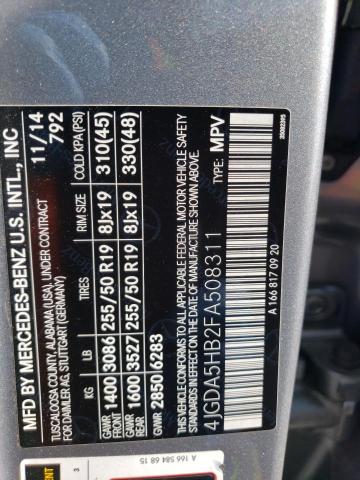 MFD BY MERCEDES-BENZ U.S. INTL., INC
TUSCALOOSA COUNTY, ALABAMA (USA), UNDER LICENSE
FOR DAIMLER AG, STUTTGART (GERMANY)
11/14
792
KG LB TIRES RIM SIZE COLD KPA(PSI)
GAWR FRONT 1400 3086 255/50 R19 8Jx19 310(45)
GAWR REAR 1600 3527 255/50 R19 8Jx19 330(48)
GVWR 2850 6283
THIS VEHICLE CONFORMS TO ALL APPLICABLE FEDERAL MOTOR VEHICLE SAFETY
STANDARDS IN EFFECT ON THE DATE OF MANUFACTURE SHOWN ABOVE.
4JGDA5HB2FA508311 TYPE: MPV
A 166 817 09 20
A 166 584 68 15
3